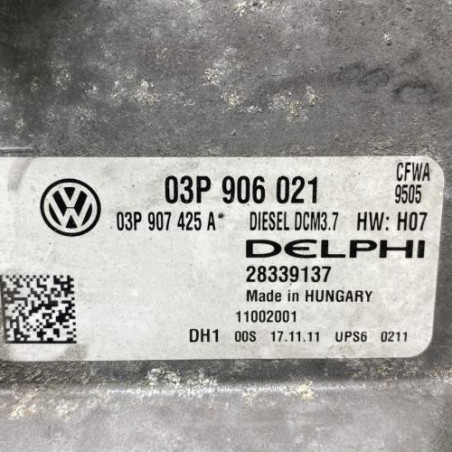 CFWA
03P 906 021 9505
03P 907 425 A* DIESEL DCM3.7 HW: H07
DELPHI
28339137
Made in HUNGARY
11002001
DH1 00S 17.11.11 UPS6 0211